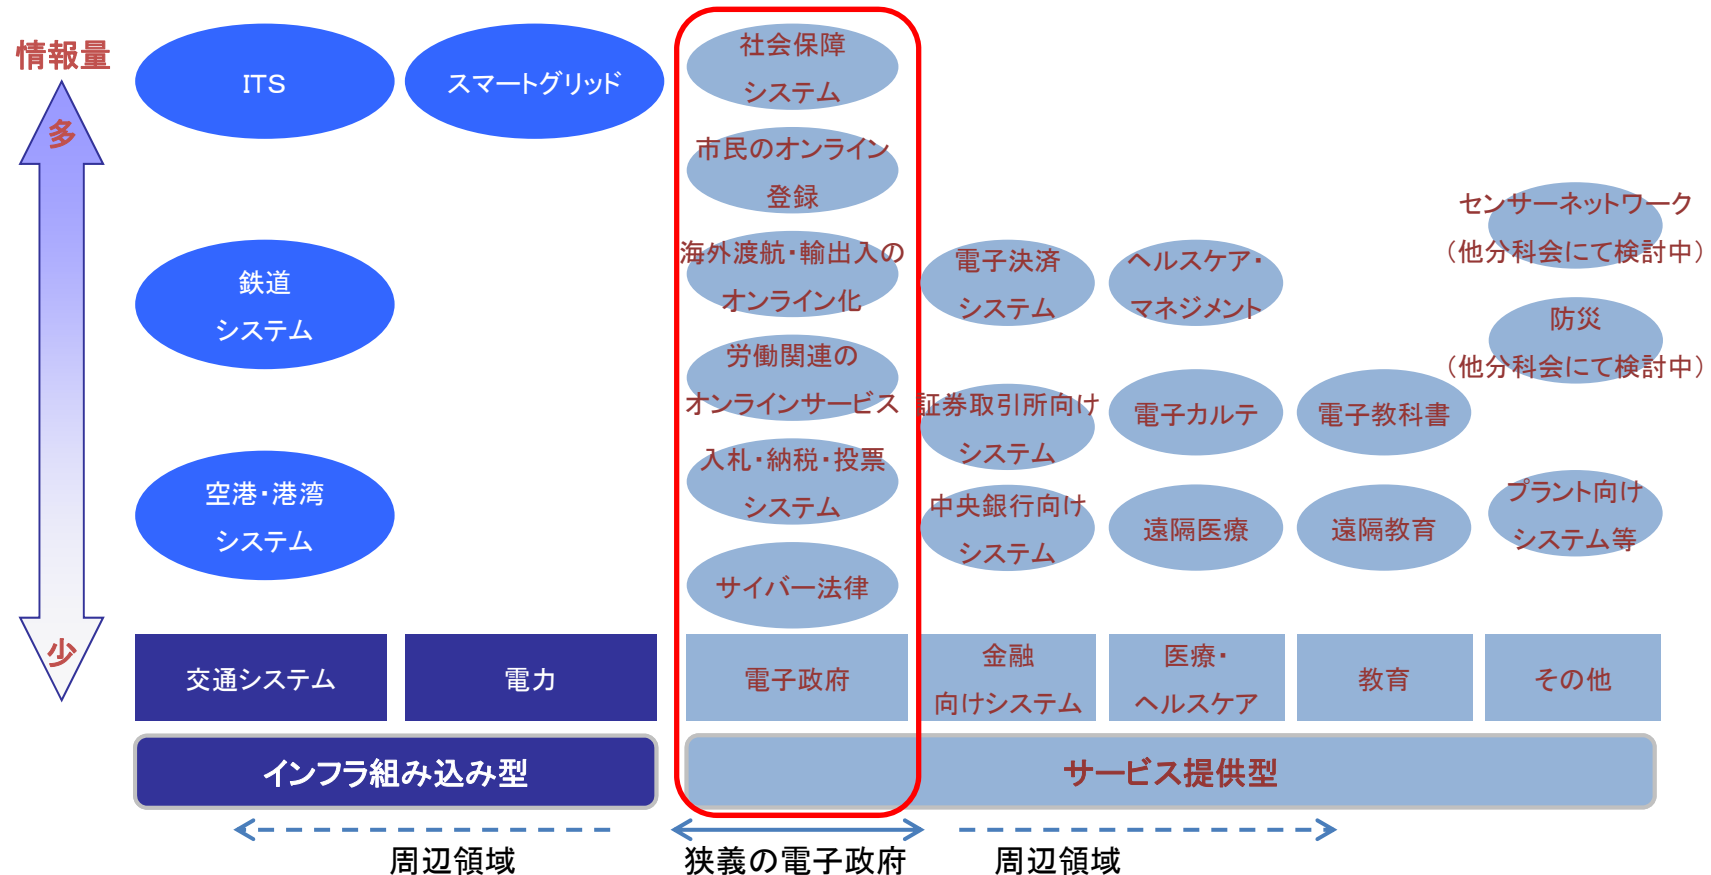 情報量
多
少
ITS
スマートグリッド
鉄道
システム
空港・港湾
システム
社会保障
システム
市民のオンライン
登録
海外渡航・輸出入の
オンライン化
労働関連の
オンラインサービス
入札・納税・投票
システム
サイバー法律
電子決済
システム
証券取引所向け
システム
中央銀行向け
システム
ヘルスケア・
マネジメント
電子カルテ
遠隔医療
電子教科書
遠隔教育
センサーネットワーク
（他分科会にて検討中）
防災
（他分科会にて検討中）
プラント向け
システム等
交通システム
電力
電子政府
金融
向けシステム
医療・
ヘルスケア
教育
その他
インフラ組み込み型
サービス提供型
周辺領域
狭義の電子政府
周辺領域